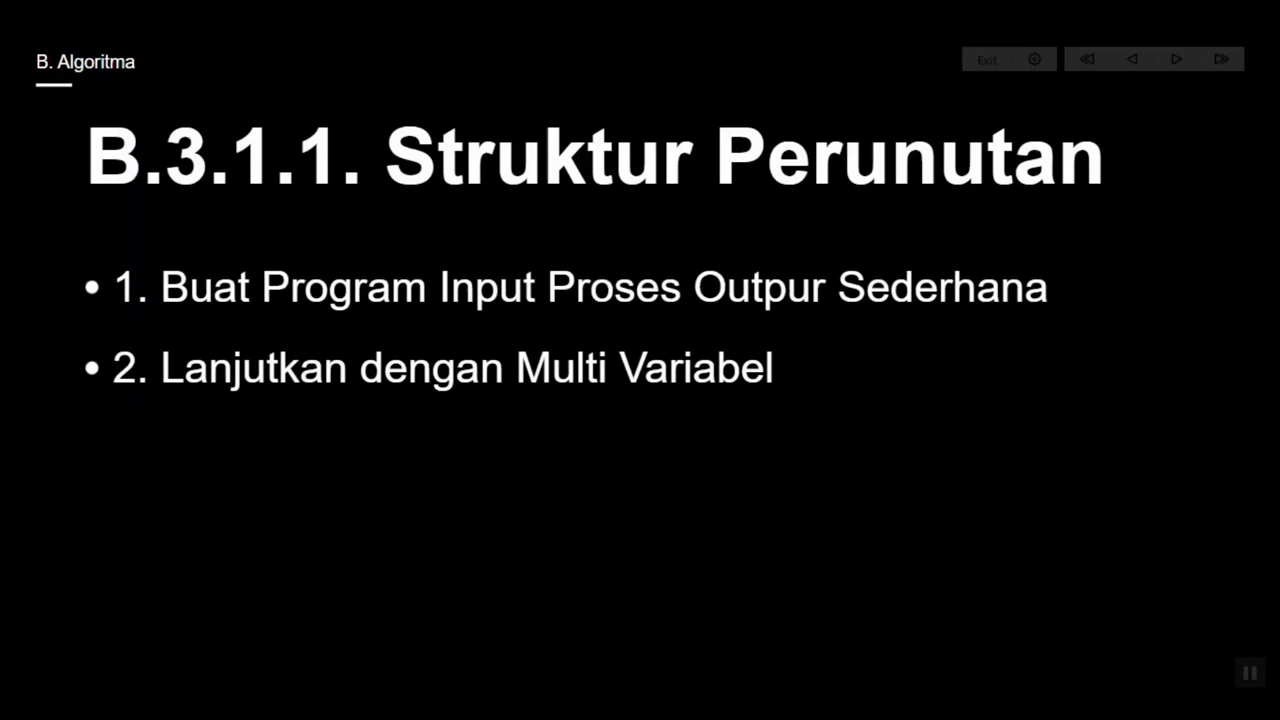 B. Algoritma
Exit
B.3.1.1. Struktur Perunutan
• 1. Buat Program Input Proses Outpur Sederhana
• 2. Lanjutkan dengan Multi Variabel